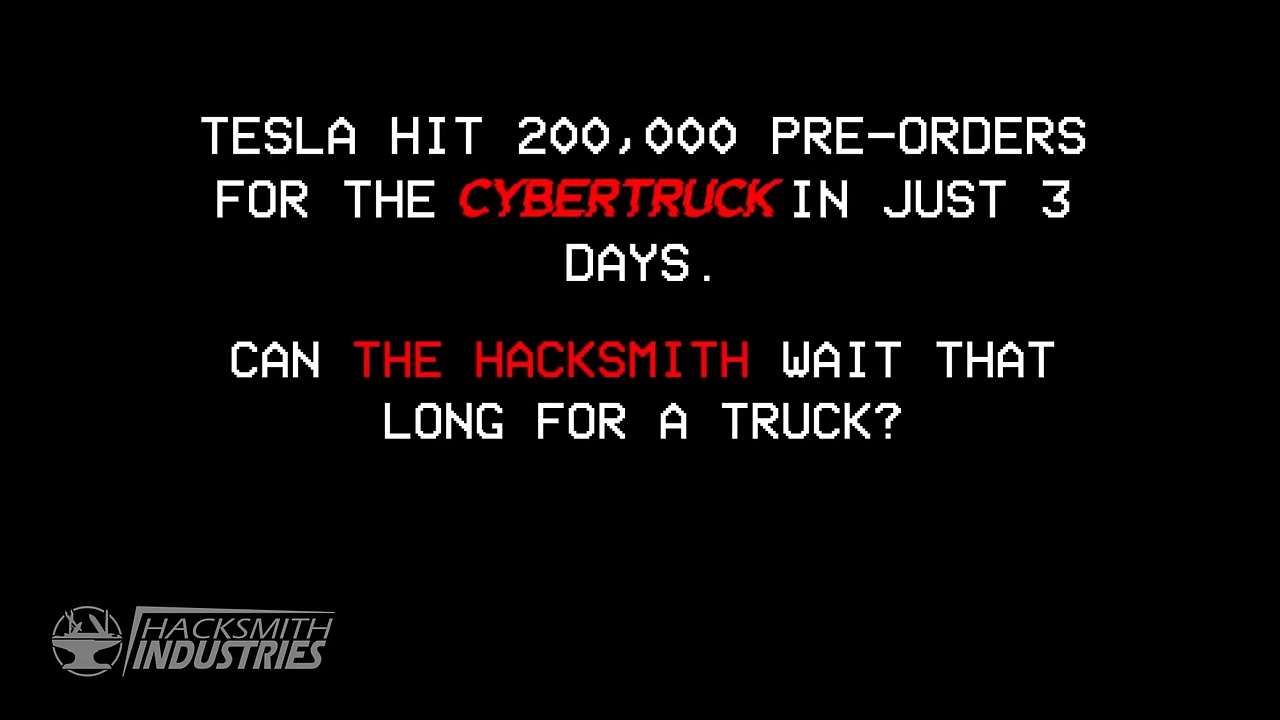 TESLA HIT 200,000 PRE-ORDERS
FOR THE CYBERTRUCK IN JUST 3
DAYS.
CAN THE HACKSMITH WAIT THAT
LONG FOR A TRUCK?
HACKSMITH
INDUSTRIES